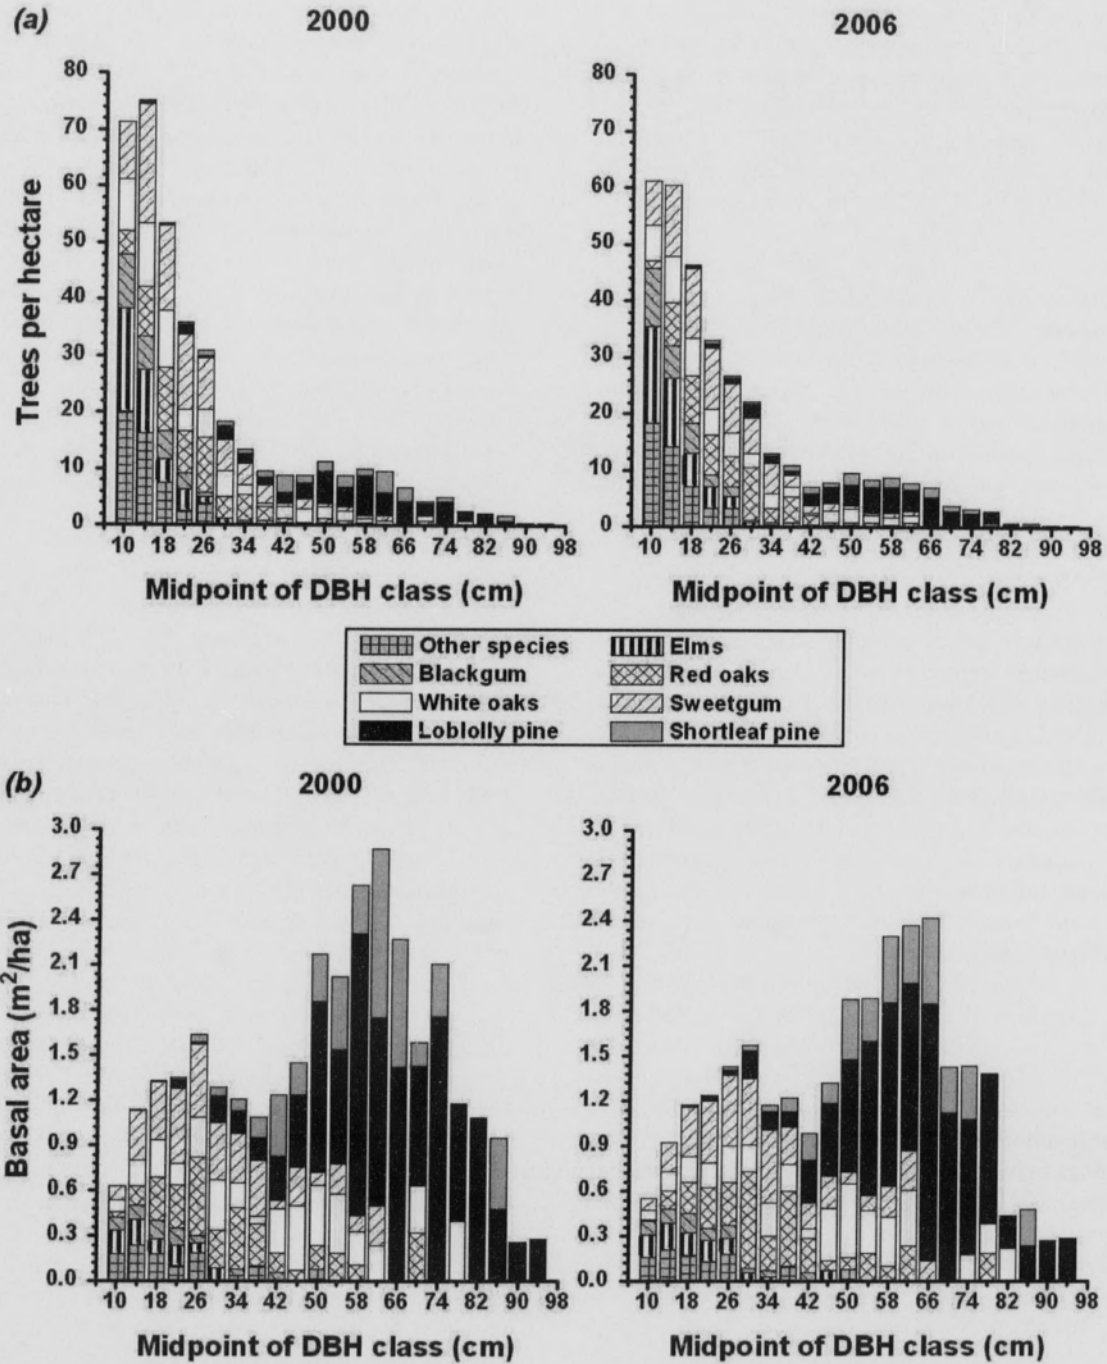 (a)
2000
2006
Trees per hectare
80
70
60
50
40
30
20
10
0
10 18 26 34 42 50 58 66 74 82 90 98
Midpoint of DBH class (cm)
80
70
60
50
40
30
20
10
0
10 18 26 34 42 50 58 66 74 82 90 98
Midpoint of DBH class (cm)
Other species
Elms
Blackgum
Red oaks
White oaks
Sweetgum
Loblolly pine
Shortleaf pine
(b)
2000
2006
Basal area (m²/ha)
3.0
2.7
2.4
2.1
1.8
1.5
1.2
0.9
0.6
0.3
0.0
10 18 26 34 42 50 58 66 74 82 90 98
Midpoint of DBH class (cm)
3.0
2.7
2.4
2.1
1.8
1.5
1.2
0.9
0.6
0.3
0.0
10 18 26 34 42 50 58 66 74 82 90 98
Midpoint of DBH class (cm)